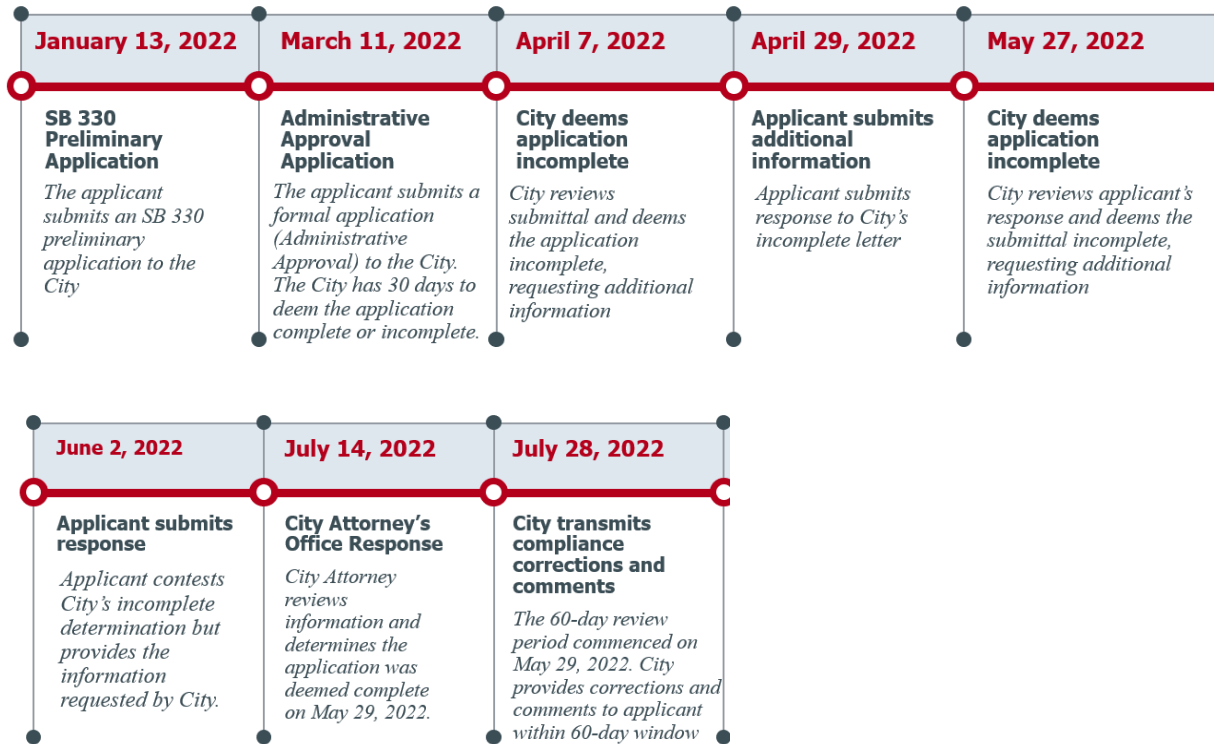 January 13, 2022
SB 330
Preliminary
Application
The applicant
submits an SB 330
preliminary
application to the
City
March 11, 2022
Administrative
Approval
Application
The applicant submits a
formal application
(Administrative
Approval) to the City.
The City has 30 days to
deem the application
complete or incomplete.
April 7, 2022
City deems
application
incomplete
City reviews
submittal and deems
the application
incomplete,
requesting additional
information
April 29, 2022
Applicant submits
additional
information
Applicant submits
response to City’s
incomplete letter
May 27, 2022
City deems
application
incomplete
City reviews applicant’s
response and deems the
submittal incomplete,
requesting additional
information
June 2, 2022
Applicant submits
response
Applicant contests
City’s incomplete
determination but
provides the
information
requested by City.
July 14, 2022
City Attorney’s
Office Response
City Attorney
reviews
information and
determines the
application was
deemed complete
on May 29, 2022.
July 28, 2022
City transmits
compliance
corrections and
comments
The 60-day review
period commenced on
May 29, 2022. City
provides corrections and
comments to applicant
within 60-day window